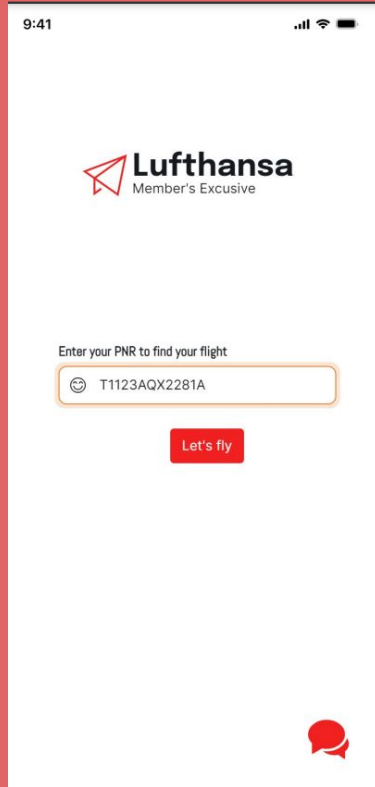 9:41
Lufthansa
Member's Excusive
Enter your PNR to find your flight
T1123AQX2281A
Let's fly